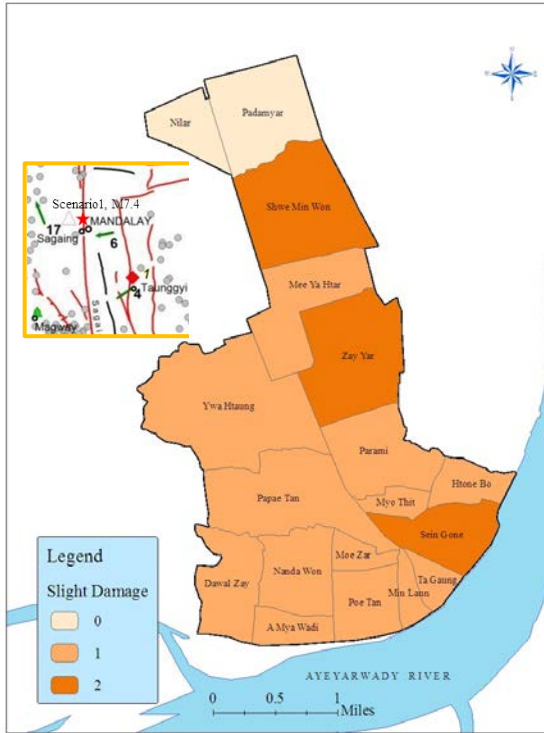 Padamyar
Nilar
Shwe Min Won
Scenario1, M7.4
MANDALAY
17
6
Sagaing
1
Taunggyi
4
Sagai
Magway
Mee Ya Htar
Zay Yar
Ywa Htaung
Parami
Htone Bo
Papae Tan
Myo Thit
Sein Gone
Moe Zar
Dawal Zay
Nanda Won
Ta Gaung
Min Laun
Poe Tan
A Mya Wadi
Legend
Slight Damage
0
1
2
AYEYARWADY RIVER
0 0.5 1
Miles